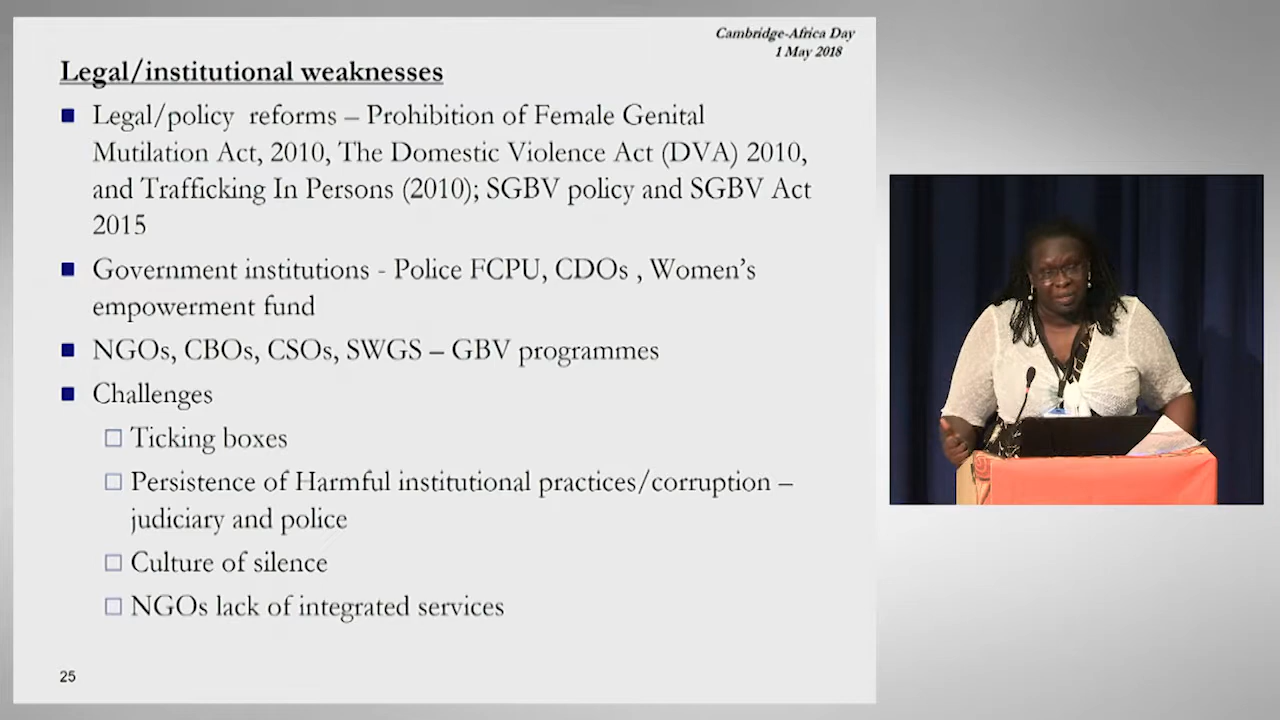 Cambridge-Africa Day
1 May 2018
Legal/institutional weaknesses
Legal/policy reforms – Prohibition of Female Genital
Mutilation Act, 2010, The Domestic Violence Act (DVA) 2010,
and Trafficking In Persons (2010); SGBV policy and SGBV Act
2015
Government institutions - Police FCPU, CDOs , Women's
empowerment fund
NGOs, CBOs, CSOs, SWGS – GBV programmes
Challenges
Ticking boxes
Persistence of Harmful institutional practices/corruption –
judiciary and police
Culture of silence
NGOs lack of integrated services
25